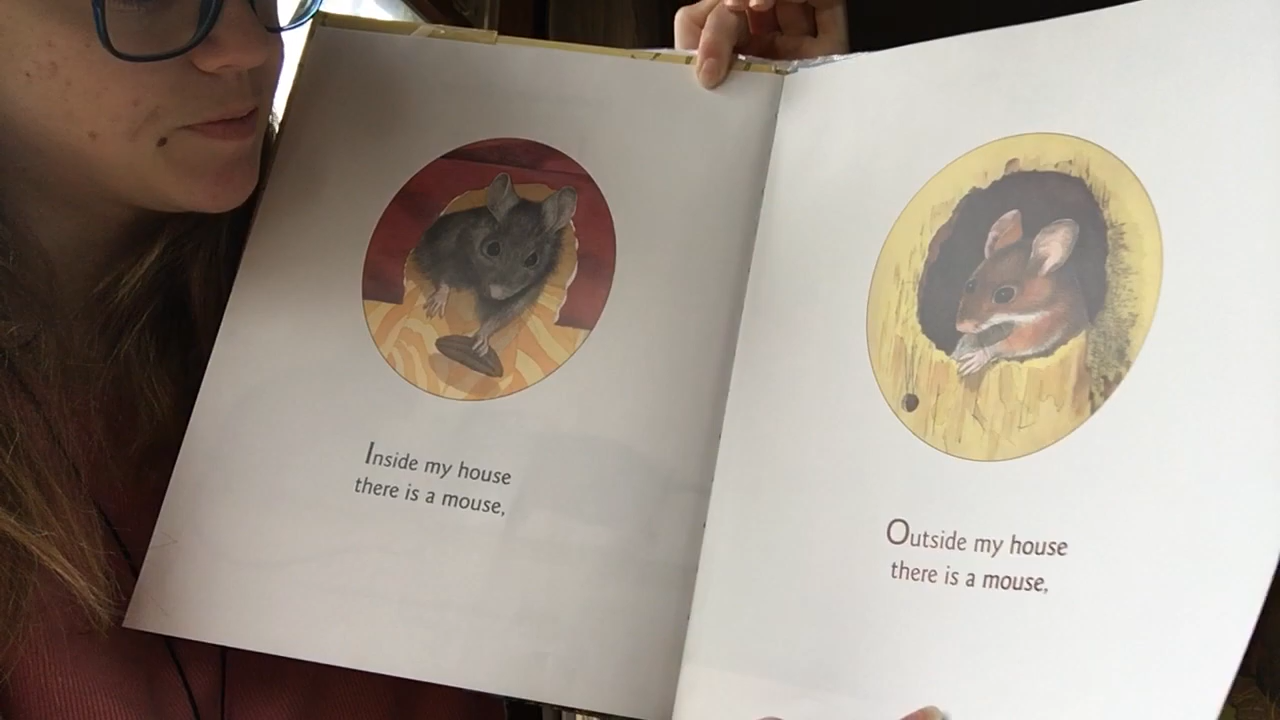 Inside my house
there is a mouse,
Outside my house
there is a mouse,